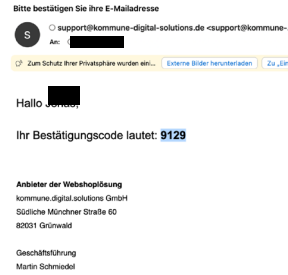 Bitte bestätigen Sie ihre E-Mailadresse
S
support@kommune-digital-solutions.de <support@kommune-
An:
Zum Schutz Ihrer Privatsphäre wurden eini... Externe Bilder herunterladen Zu „Ein
Hallo
Ihr Bestätigungscode lautet: 9129
Anbieter der Webshoplösung
kommune.digital.solutions GmbH
Südliche Münchner Straße 60
82031 Grünwald
Geschäftsführung
Martin Schmiedel